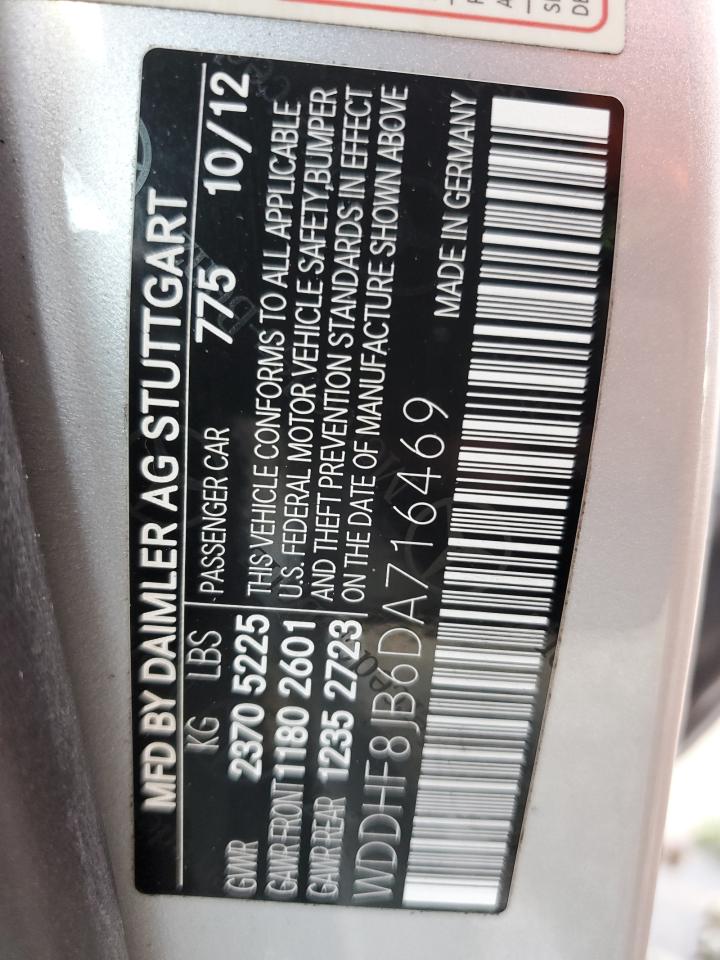 MFD BY DAIMLER AG STUTTGART
KG LBS PASSENGER CAR 775 10/12
GWR 2370 5225
GAWR FRONT 1180 2601
GAWR REAR 1235 2723
THIS VEHICLE CONFORMS TO ALL APPLICABLE
U.S. FEDERAL MOTOR VEHICLE SAFETY,BUMPER
AND THEFT PREVENTION STANDARDS IN EFFECT
ON THE DATE OF MANUFACTURE SHOWN ABOVE
WDDHF8JB6DA716469
MADE IN GERMANY